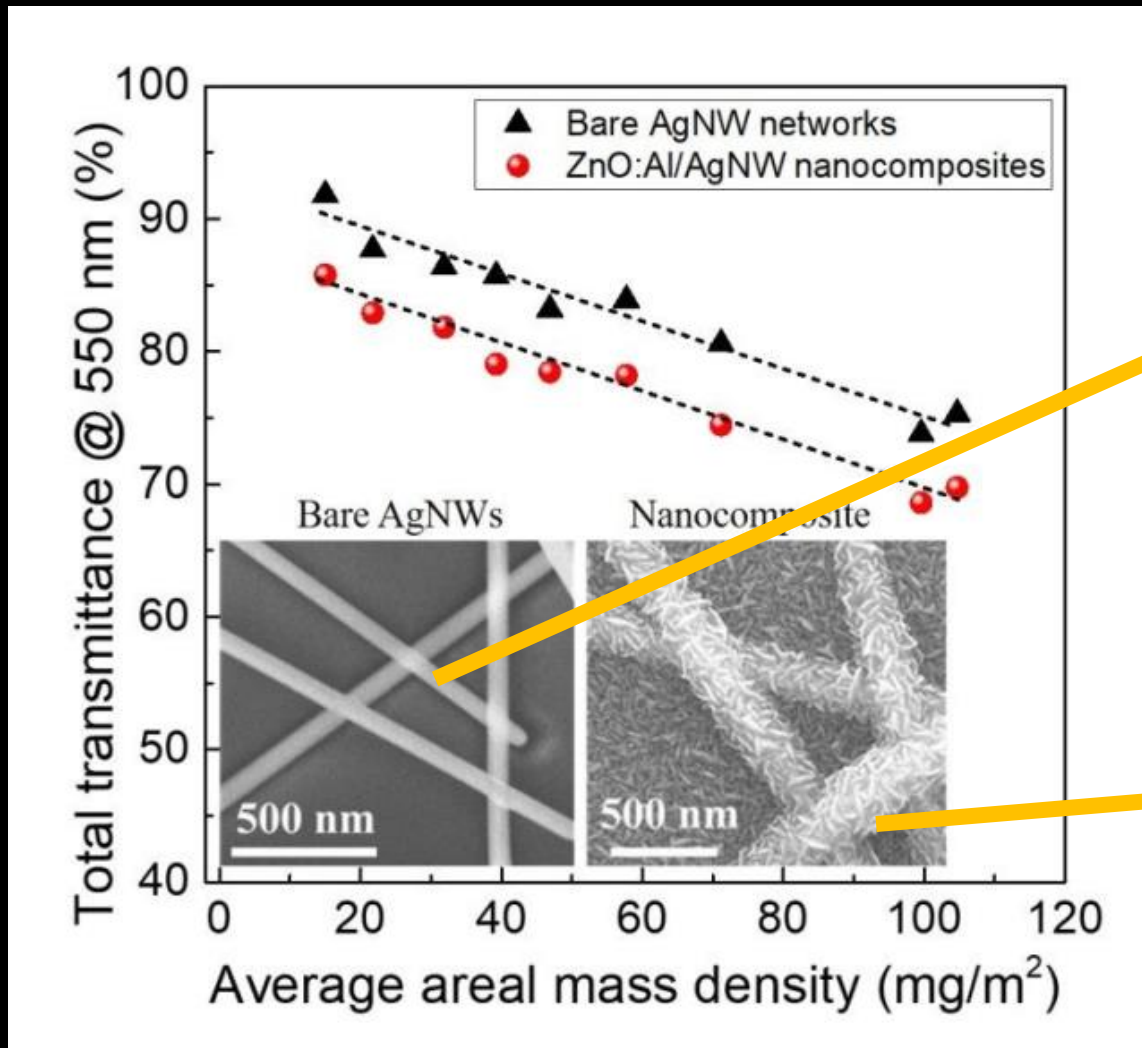 Total transmittance @ 550 nm (%)
100
90
80
70
60
50
40
Bare AgNW networks
ZnO:Al/AgNW nanocomposites
Bare AgNWs
Nanocomposite
500 nm
500 nm
0 20 40 60 80 100 120
Average areal mass density (mg/m²)